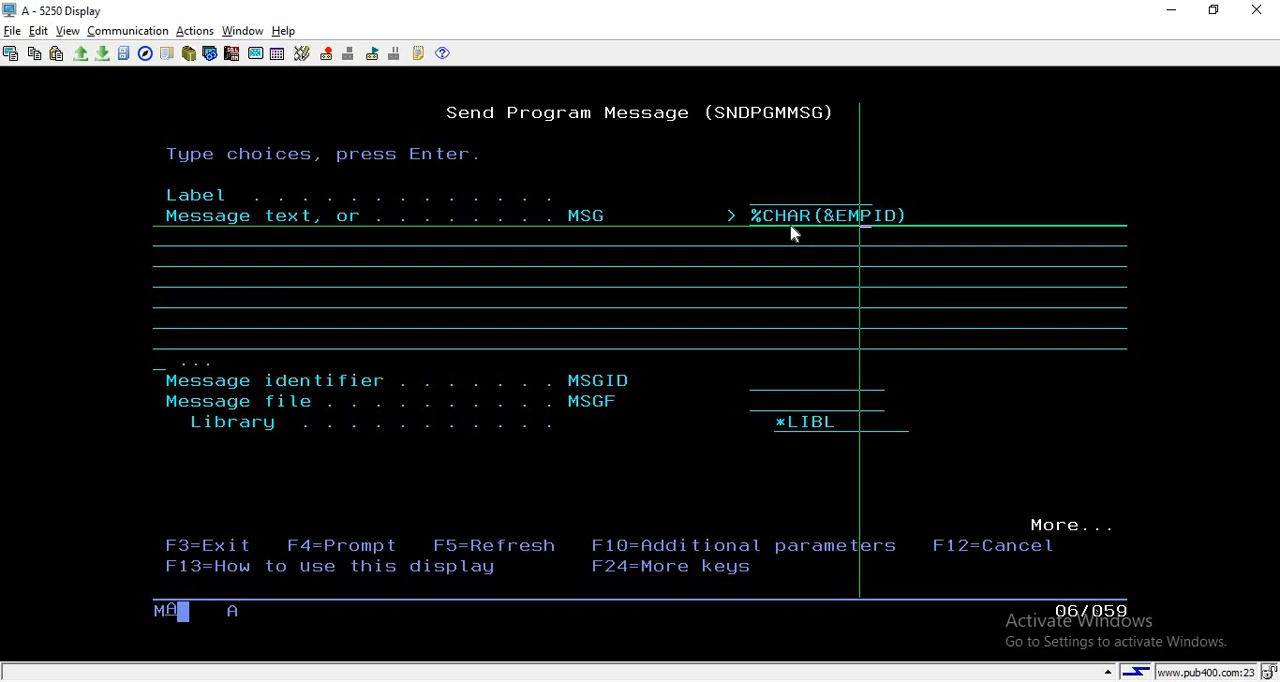 A - 5250 Display
File Edit View Communication Actions Window Help
Send Program Message (SNDPGMMSG)
Type choices, press Enter.
Label . . . . . . . . . . . . .
Message text, or . . . . . . . . MSG > %CHAR(&EMPID)
...
Message identifier . . . . . . . MSGID
Message file . . . . . . . . . . MSGF
Library . . . . . . . . . . . *LIBL
More...
F3=Exit F4=Prompt F5=Refresh F10=Additional parameters F12=Cancel
F13=How to use this display F24=More keys
MA A 06/059
Activate Windows
Go to Settings to activate Windows.
www.pub400.com:23